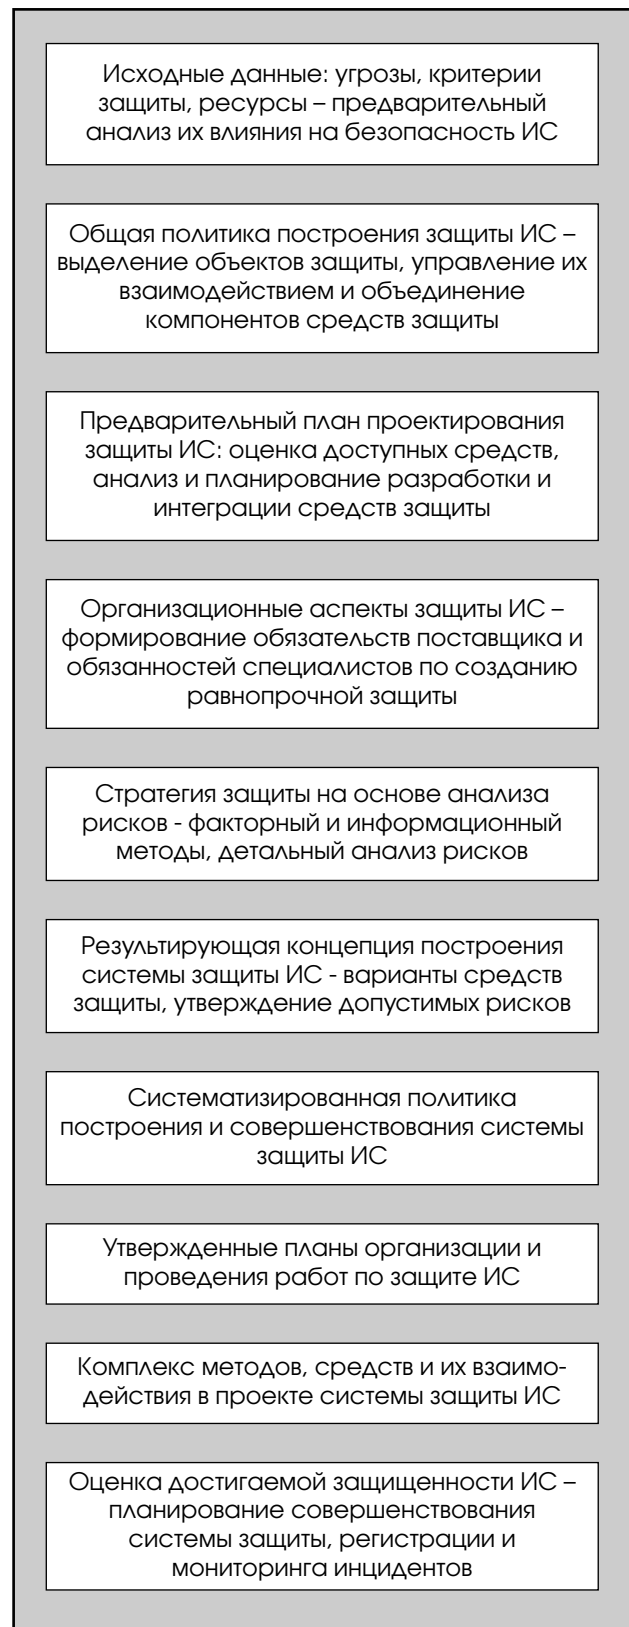 Исходные данные: угрозы, критерии
защиты, ресурсы – предварительный
анализ их влияния на безопасность ИС
Общая политика построения защиты ИС –
выделение объектов защиты, управление их
взаимодействием и объединение
компонентов средств защиты
Предварительный план проектирования
защиты ИС: оценка доступных средств,
анализ и планирование разработки и
интеграции средств защиты
Организационные аспекты защиты ИС –
формирование обязательств поставщика и
обязанностей специалистов по созданию
равнопрочной защиты
Стратегия защиты на основе анализа
рисков - факторный и информационный
методы, детальный анализ рисков
Результирующая концепция построения
системы защиты ИС - варианты средств
защиты, утверждение допустимых рисков
Систематизированная политика
построения и совершенствования системы
защиты ИС
Утвержденные планы организации и
проведения работ по защите ИС
Комплекс методов, средств и их взаимо-
действия в проекте системы защиты ИС
Оценка достигаемой защищенности ИС –
планирование совершенствования
системы защиты, регистрации и
мониторинга инцидентов